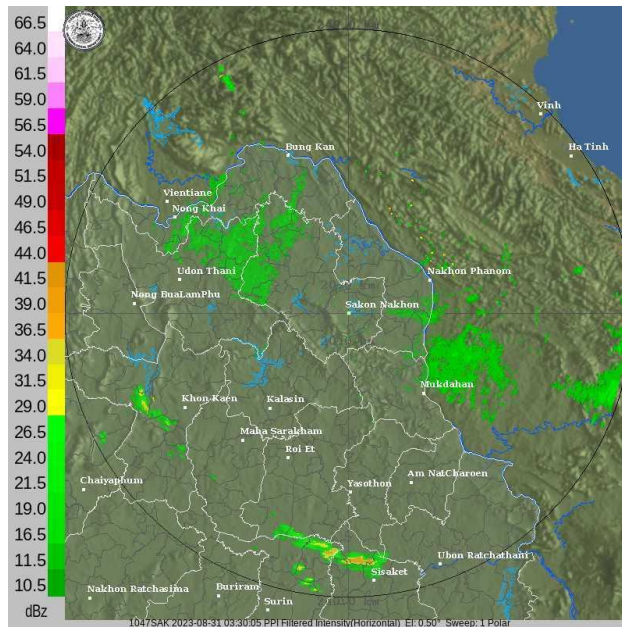 66.5
64.0
61.5
59.0
56.5
54.0
51.5
49.0
46.5
44.0
41.5
39.0
36.5
34.0
31.5
29.0
26.5
24.0
21.5
19.0
16.5
13.5
11.5
10.5
dBz
Vinh
Ha Tinh
Bung Kan
Vientiane
Nong Khai
Udon Thani
Nakhon Phanom
Nong BuaLamPhu
Sakon Nakhon
Mukdahan
Khon Kaen
Kalasin
Maha Sarakham
Roi Et
Chaiyaphum
Am NatCharoen
Yasothon
Ubon Ratchathani
Sisaket
Nakhon Ratchasima
Buriram
Surin
1047SAK 2023-08-31 03:30:05 PPI Filtered Intensity(Horizontal) El: 0.50° Sweep: 1 Polar